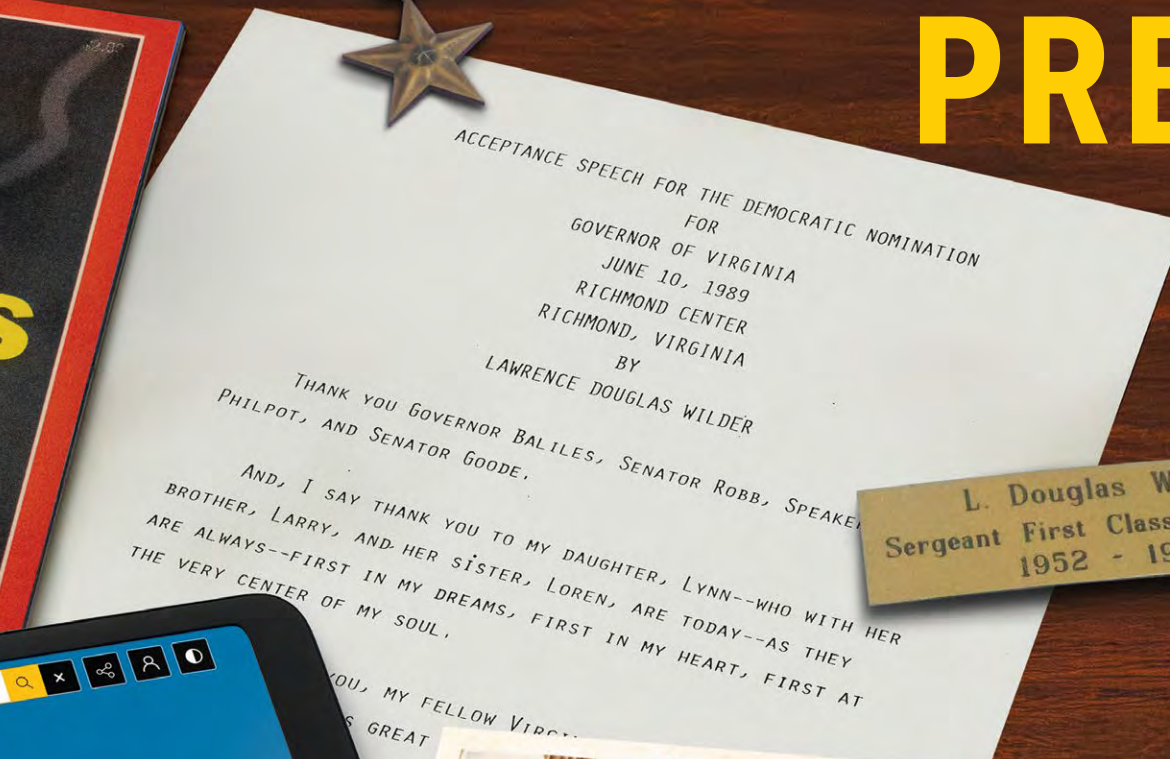 PRE
ACCEPTANCE SPEECH FOR THE DEMOCRATIC NOMINATION
FOR
GOVERNOR OF VIRGINIA
JUNE 10, 1989
RICHMOND CENTER
RICHMOND, VIRGINIA
BY
LAWRENCE DOUGLAS WILDER
THANK YOU GOVERNOR BALILES, SENATOR ROBB, SPEAKE
PHILPOT, AND SENATOR GOODE.
AND, I SAY THANK YOU TO MY DAUGHTER, LYNN--WHO WITH HER
BROTHER, LARRY, AND HER SISTER, LOREN, ARE TODAY--AS THEY
ARE ALWAYS--FIRST IN MY DREAMS, FIRST IN MY HEART, FIRST AT
THE VERY CENTER OF MY SOUL.
YOU, MY FELLOW
GREAT
L. Douglas W
Sergeant First Class
1952 - 19
s